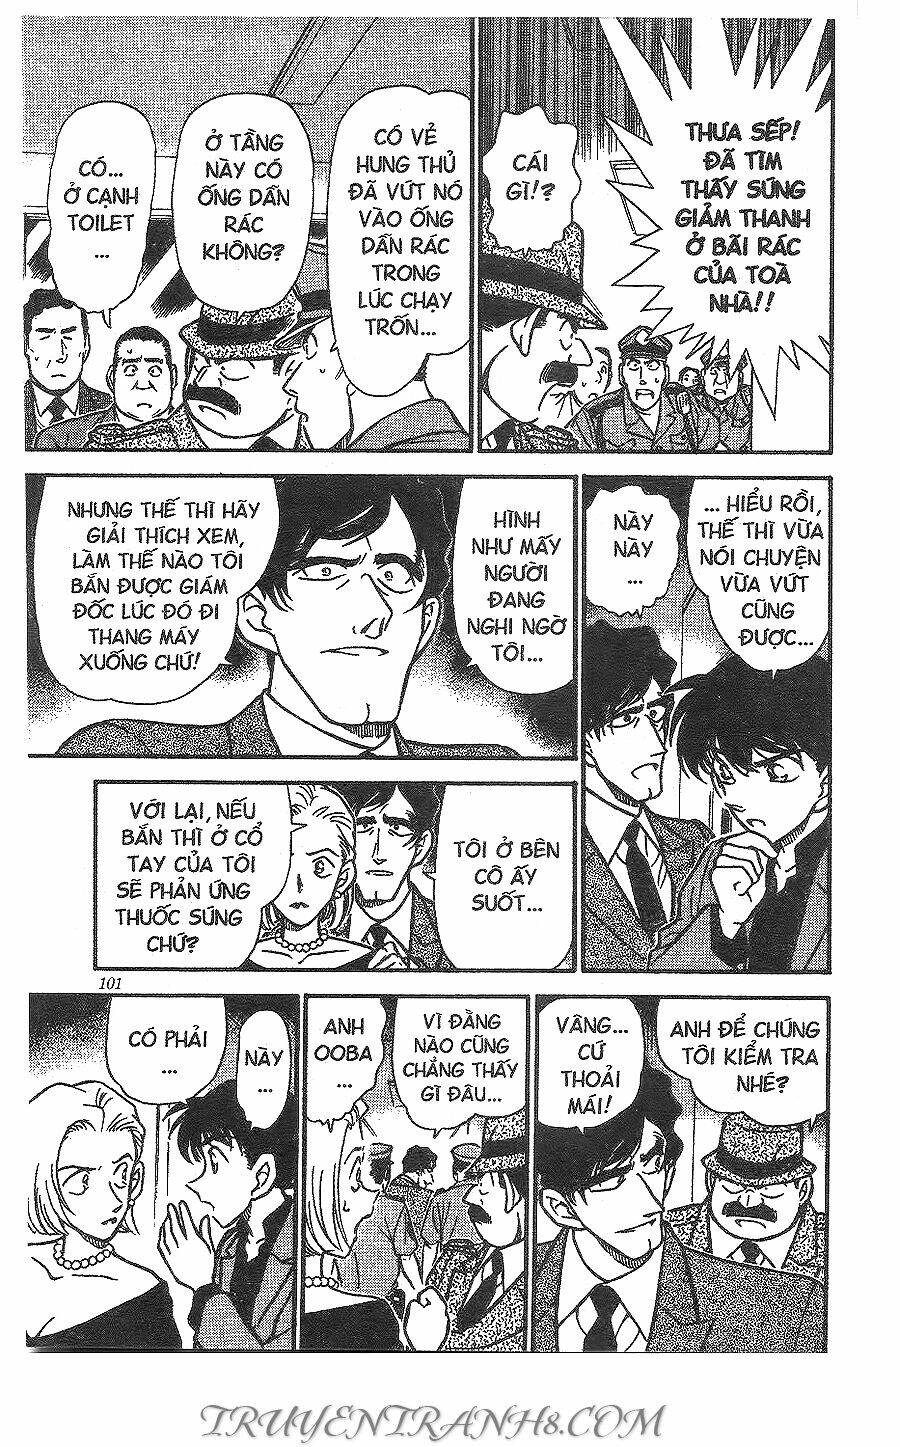 THƯA SẾP!
ĐÃ TÌM
THẤY SÚNG
GIẢM THANH
Ở BÃI RÁC
CỦA TOÀ
NHÀ!!
CÁI
GÌ!?
CÓ VẺ
HUNG THỦ
ĐÃ VỨT NÓ
VÀO ỐNG
DẪN RÁC
TRONG
LÚC CHẠY
TRỐN...
Ở TẦNG
NÀY CÓ
ỐNG DẪN
RÁC
KHÔNG?
CÓ...
Ở CẠNH
TOILET
...
... HIỂU RỒI,
THẾ THÌ VỪA
NÓI CHUYỆN
VỪA VỨT
CŨNG
ĐƯỢC...
NÀY
NÀY
...
HÌNH
NHƯ MẤY
NGƯỜI
ĐANG
NGHI NGỜ
TÔI...
NHƯNG THẾ THÌ HÃY
GIẢI THÍCH XEM,
LÀM THẾ NÀO TÔI
BẮN ĐƯỢC GIÁM
ĐỐC LÚC ĐÓ ĐI
THANG MÁY
XUỐNG CHỨ!
TÔI Ở BÊN
CÔ ẤY
SUỐT...
VỚI LẠI, NẾU
BẮN THÌ Ở CỔ
TAY CỦA TÔI
SẼ PHẢN ỨNG
THUỐC SÚNG
CHỨ?
101
ANH ĐỂ CHÚNG
TÔI KIỂM TRA
NHÉ?
VÂNG...
CỨ
THOẢI
MÁI!
VÌ ĐẰNG
NÀO CŨNG
CHẲNG THẤY
GÌ ĐÂU...
ANH
OOBA
...
NÀY
...
CÓ PHẢI
...
TRUYENTRANH8.COM